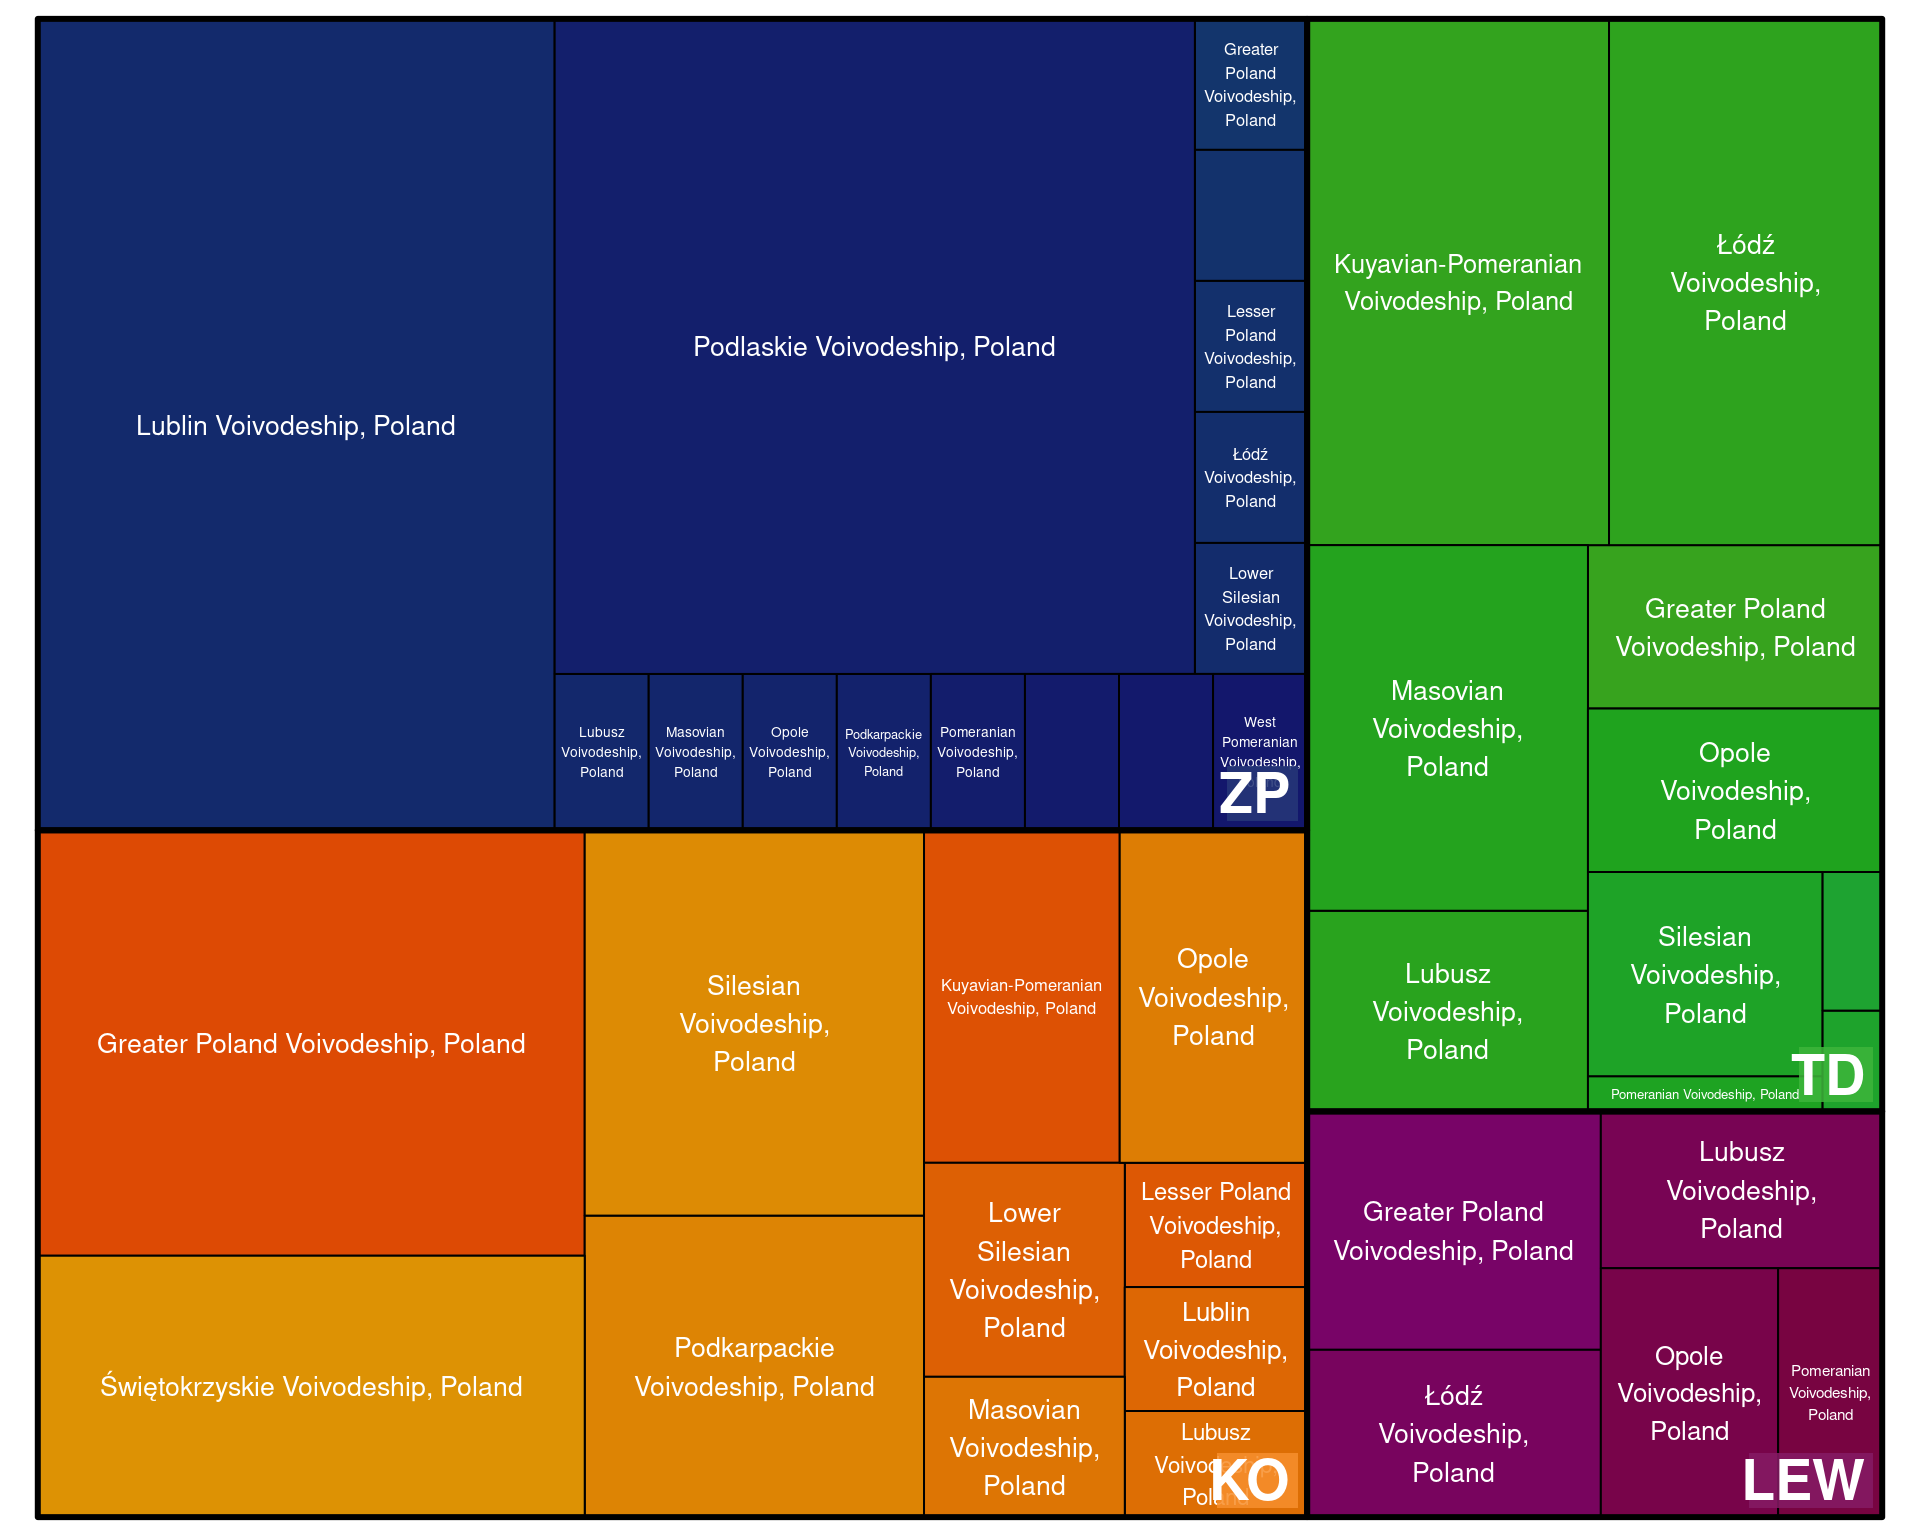 Lublin Voivodeship, Poland
Podlaskie Voivodeship, Poland
Greater
Poland
Voivodeship,
Poland
Lesser
Poland
Voivodeship,
Poland
Łódź
Voivodeship,
Poland
Lower
Silesian
Voivodeship,
Poland
Lubusz
Voivodeship,
Poland
Masovian
Voivodeship,
Poland
Opole
Voivodeship,
Poland
Podkarpackie
Voivodeship,
Poland
Pomeranian
Voivodeship,
Poland
West
Pomeranian
Voivodeship,
ZP
Greater Poland Voivodeship, Poland
Świętokrzyskie Voivodeship, Poland
Silesian
Voivodeship,
Poland
Podkarpackie
Voivodeship, Poland
Kuyavian-Pomeranian
Voivodeship, Poland
Opole
Voivodeship,
Poland
Lower
Silesian
Voivodeship,
Poland
Masovian
Voivodeship,
Poland
Lesser Poland
Voivodeship,
Poland
Lublin
Voivodeship,
Poland
Lubusz
Voivodeship,
Poland
KO
Kuyavian-Pomeranian
Voivodeship, Poland
Łódź
Voivodeship,
Poland
Masovian
Voivodeship,
Poland
Lubusz
Voivodeship,
Poland
Greater Poland
Voivodeship, Poland
Opole
Voivodeship,
Poland
Silesian
Voivodeship,
Poland
Pomeranian Voivodeship, Poland
TD
Greater Poland
Voivodeship, Poland
Łódź
Voivodeship,
Poland
Lubusz
Voivodeship,
Poland
Opole
Voivodeship,
Poland
Pomeranian
Voivodeship,
Poland
LEW